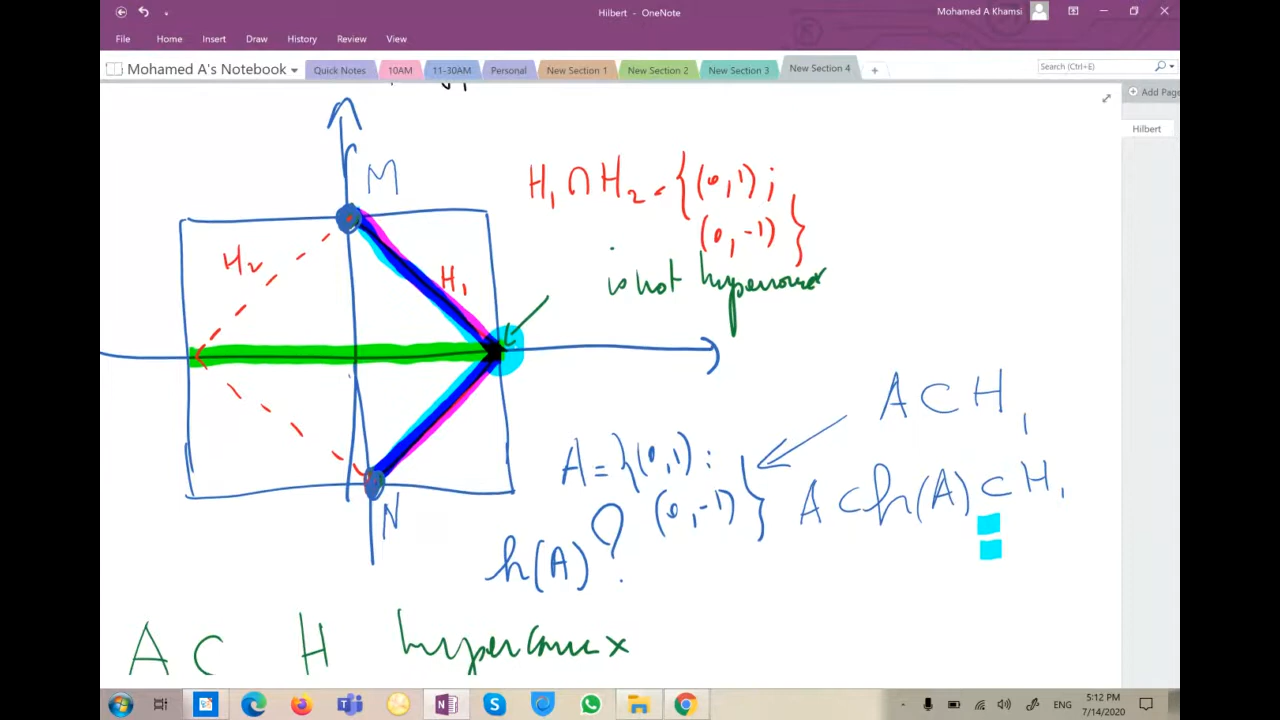 Hilbert - OneNote
Mohamed A Khamsi
File Home Insert Draw History Review View
Mohamed A's Notebook Quick Notes 10AM 11-30AM Personal New Section 1 New Section 2 New Section 3 New Section 4 + Search (Ctrl+E)
Add Page
Hilbert
M
H₁ ∩ H₂ = {(0,1);
(0,-1)}
is not hyperconvex
H₂
H₁
A ⊂ H₁
A = {(0,1);
(0,-1)}
A ⊂ h(A) ⊂ H₁
N
h(A) ?
A ⊂ H hyperconvex
ENG
5:12 PM
7/14/2020